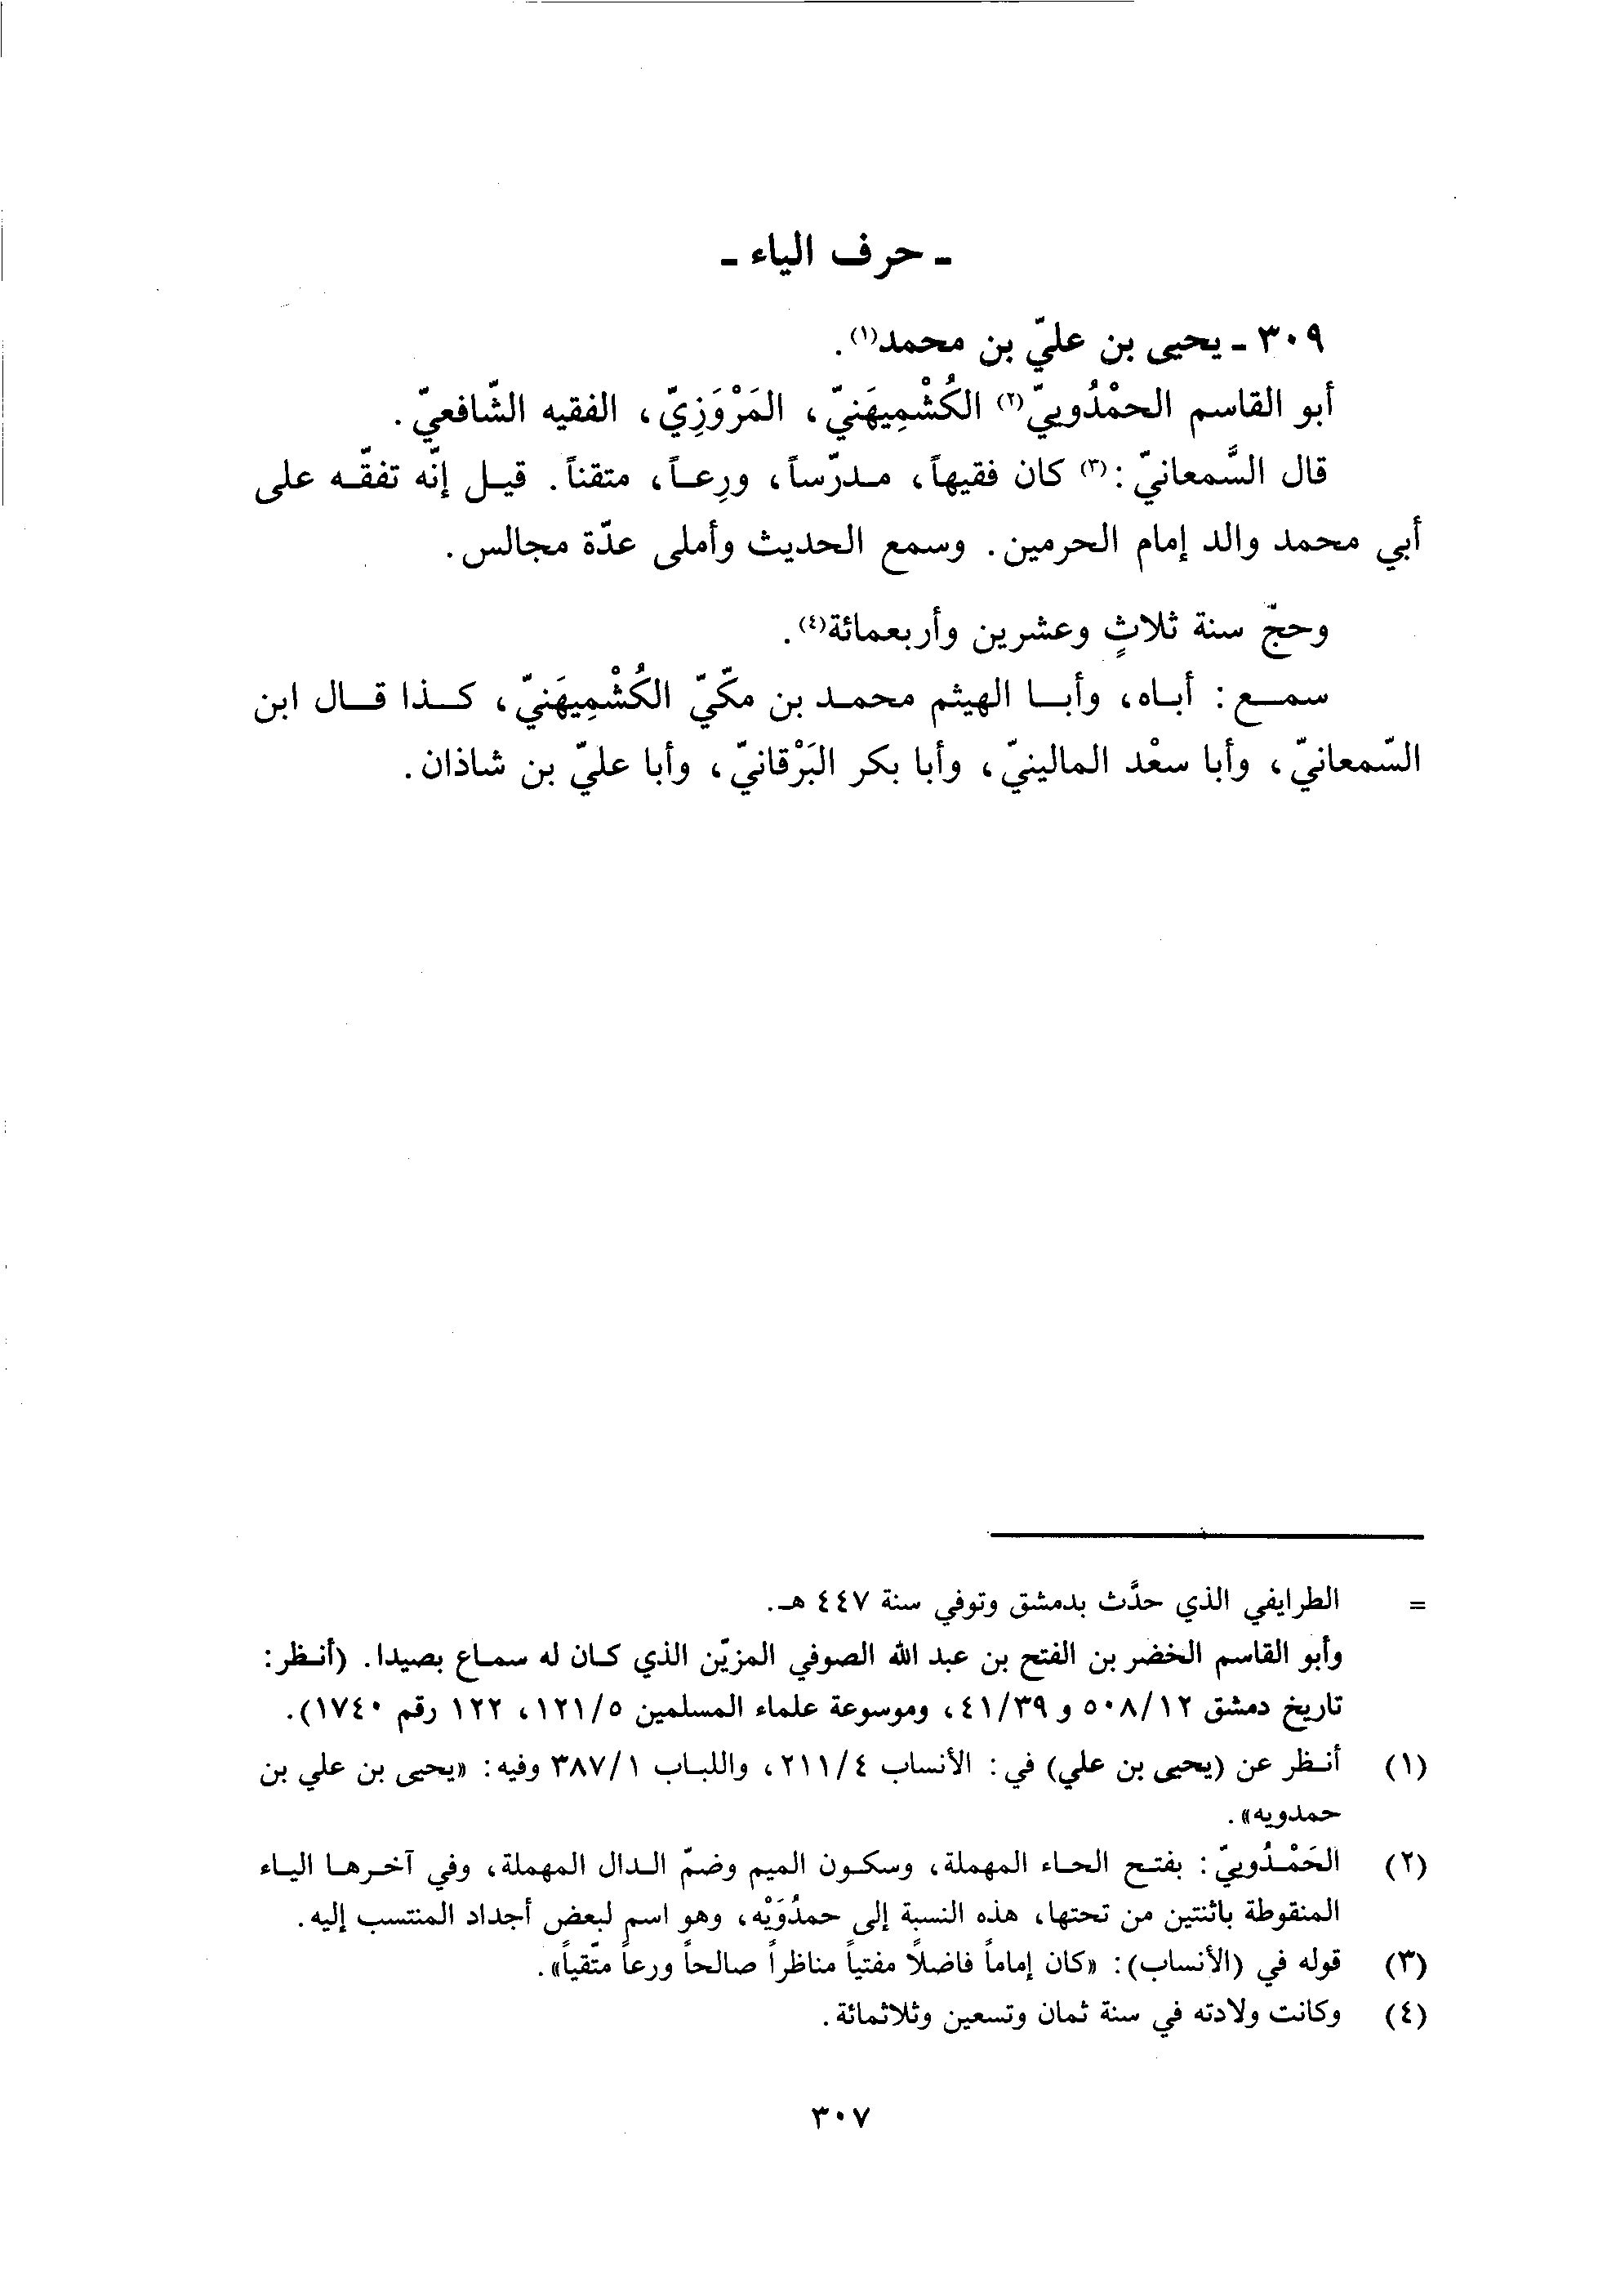 - حرف الياء -
٣٠٩ - يحيى بن عليّ بن محمد(١).
أبو القاسم الحمْدُوييّ(٢) الكُشْمِيهَنيّ، المَرْوَزِيّ، الفقيه الشّافعيّ.
قال السَّمعانيّ:(٣) كان فقيهاً، مدرّساً، ورِعاً، متقناً. قيل إنّه تفقّه على
أبي محمد والد إمام الحرمين. وسمع الحديث وأملى عدّة مجالس.
وحجّ سنة ثلاثٍ وعشرين وأربعمائة(٤).
سمع: أباه، وأبا الهيثم محمد بن مكّيّ الكُشْمِيهَنيّ، كذا قال ابن
السّمعانيّ، وأبا سعْد المالينيّ، وأبا بكر البَرْقانيّ، وأبا عليّ بن شاذان.
= الطرايفي الذي حدَّث بدمشق وتوفي سنة ٤٤٧ هـ.
وأبو القاسم الخضر بن الفتح بن عبد الله الصوفي المزيّن الذي كان له سماع بصيدا. (أنظر:
تاريخ دمشق ٥٠٨/١٢ و ٤١/٣٩، وموسوعة علماء المسلمين ١٢١/٥، ١٢٢ رقم ١٧٤٠).
(١) أنظر عن (يحيى بن علي) في: الأنساب ٢١١/٤، واللباب ٣٨٧/١ وفيه: «يحيى بن علي بن
حمدويه».
(٢) الحَمْدُوييّ: بفتح الحاء المهملة، وسكون الميم وضمّ الدال المهملة، وفي آخرها الياء
المنقوطة باثنتين من تحتها، هذه النسبة إلى حمدُوَيْه، وهو اسم لبعض أجداد المنتسب إليه.
(٣) قوله في (الأنساب): «كان إماماً فاضلاً مفتياً مناظراً صالحاً ورعاً متّقياً».
(٤) وكانت ولادته في سنة ثمان وتسعين وثلاثمائة.
٣٠٧